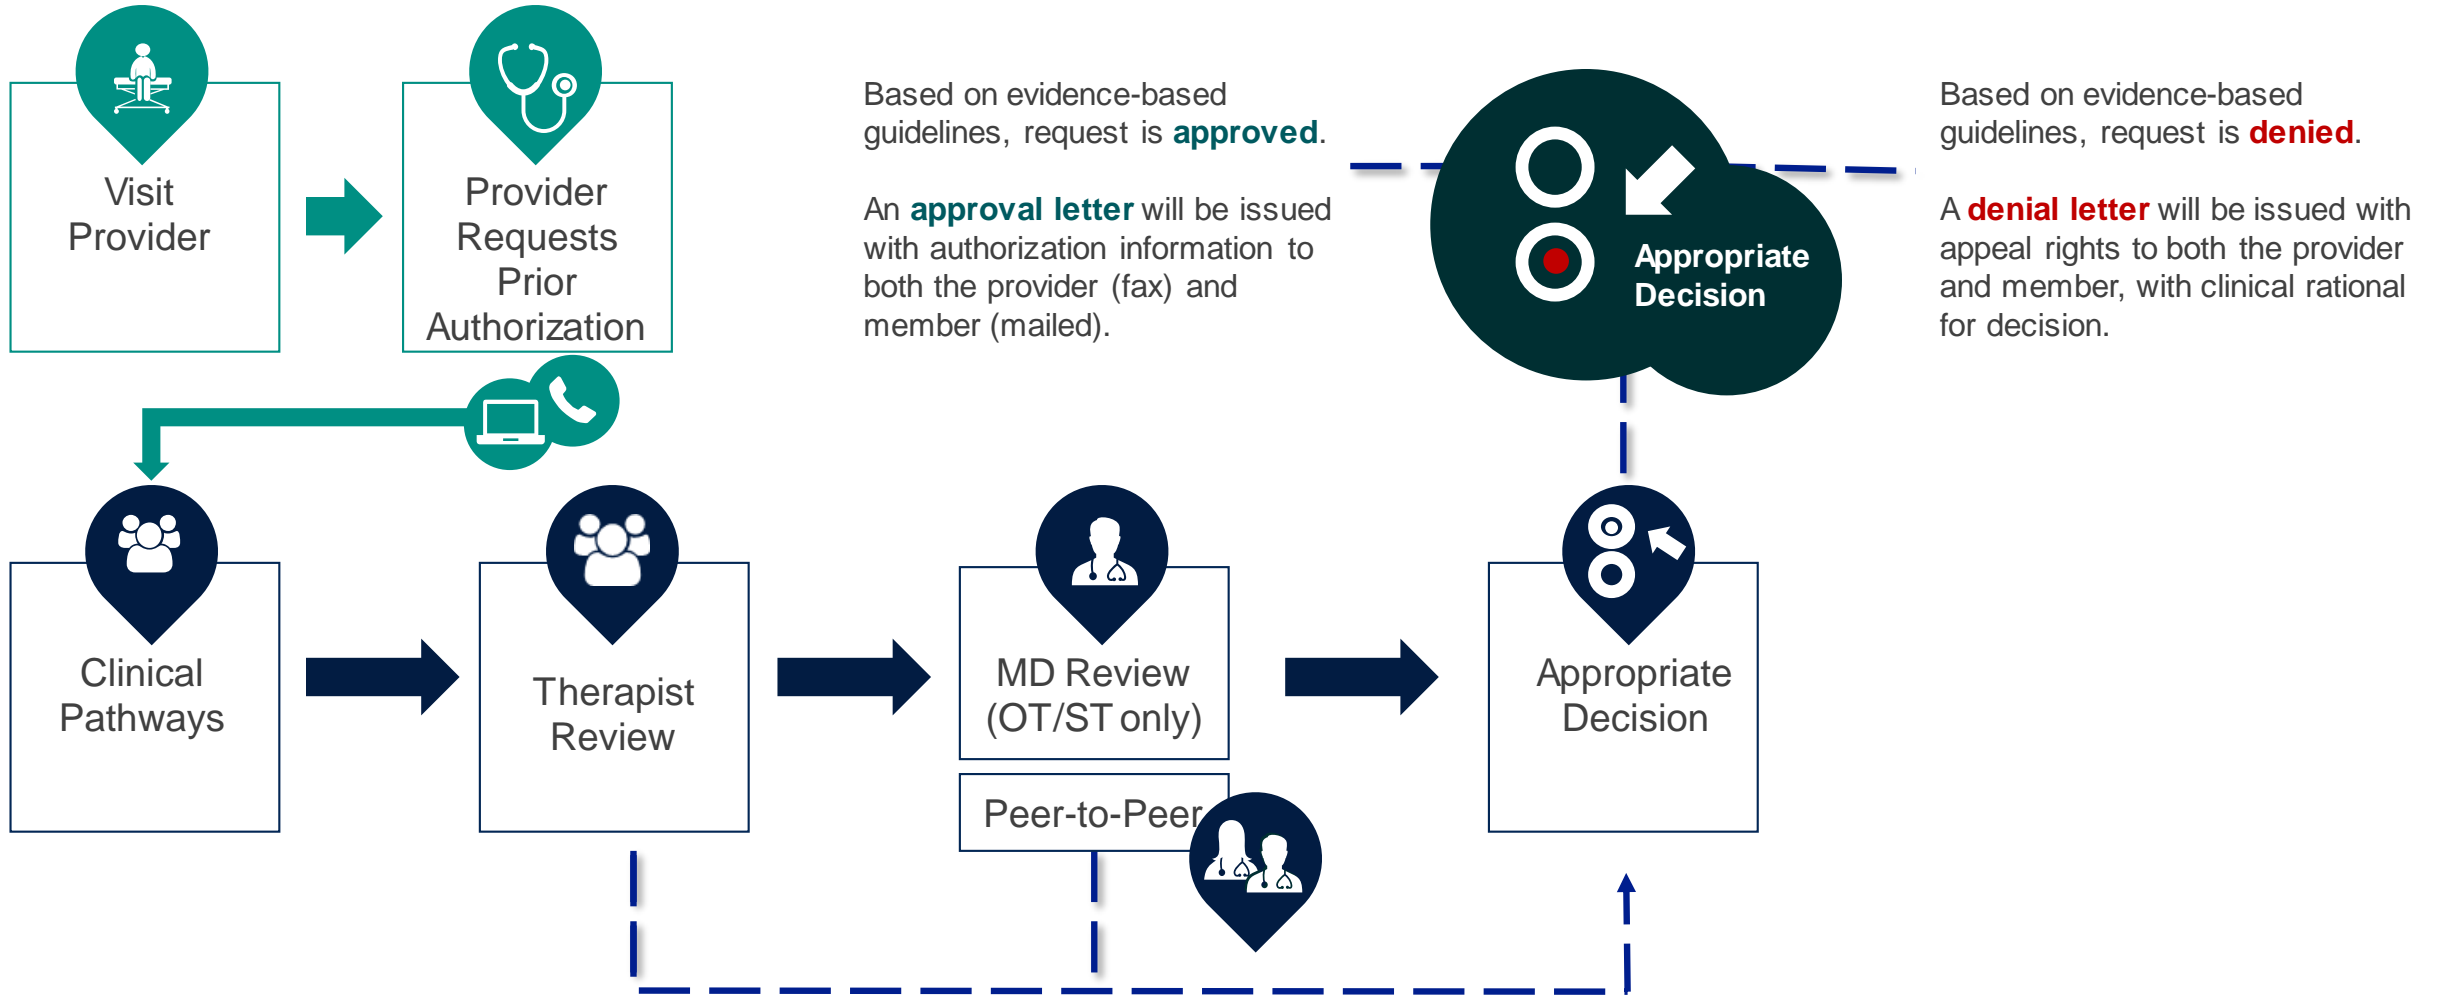 Visit
Provider
Provider
Requests
Prior
Authorization
Based on evidence-based
guidelines, request is approved.
An approval letter will be issued
with authorization information to
both the provider (fax) and
member (mailed).
Appropriate
Decision
Based on evidence-based
guidelines, request is denied.
A denial letter will be issued with
appeal rights to both the provider
and member, with clinical rational
for decision.
Clinical
Pathways
Therapist
Review
MD Review
(OT/ST only)
Peer-to-Peer
Appropriate
Decision